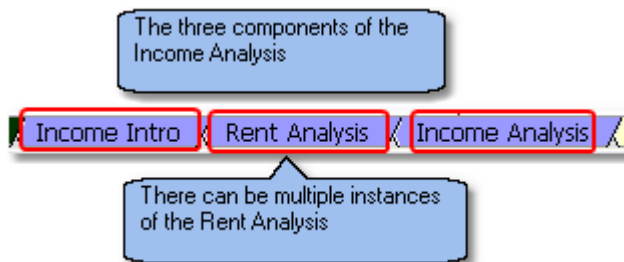 The three components of the
Income Analysis
Income Intro Rent Analysis Income Analysis
There can be multiple instances
of the Rent Analysis